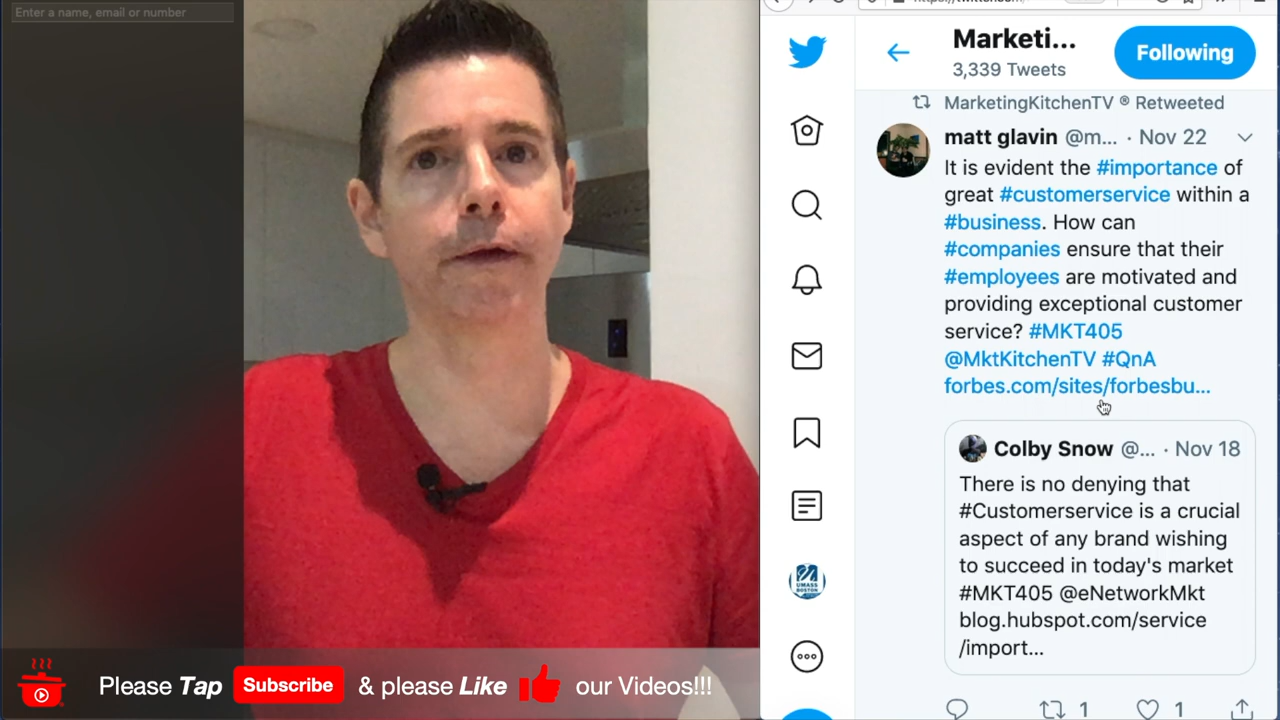 Enter a name, email or number
Please Tap Subscribe & please Like our Videos!!!
Marketi...
3,339 Tweets
Following
MarketingKitchenTV ® Retweeted
matt glavin @m... · Nov 22
It is evident the #importance of
great #customerservice within a
#business. How can
#companies ensure that their
#employees are motivated and
providing exceptional customer
service? #MKT405
@MktKitchenTV #QnA
forbes.com/sites/forbesbu...
Colby Snow @... · Nov 18
There is no denying that
#Customerservice is a crucial
aspect of any brand wishing
to succeed in today's market
#MKT405 @eNetworkMkt
blog.hubspot.com/service
/import...
1
1
UMASS
BOSTON